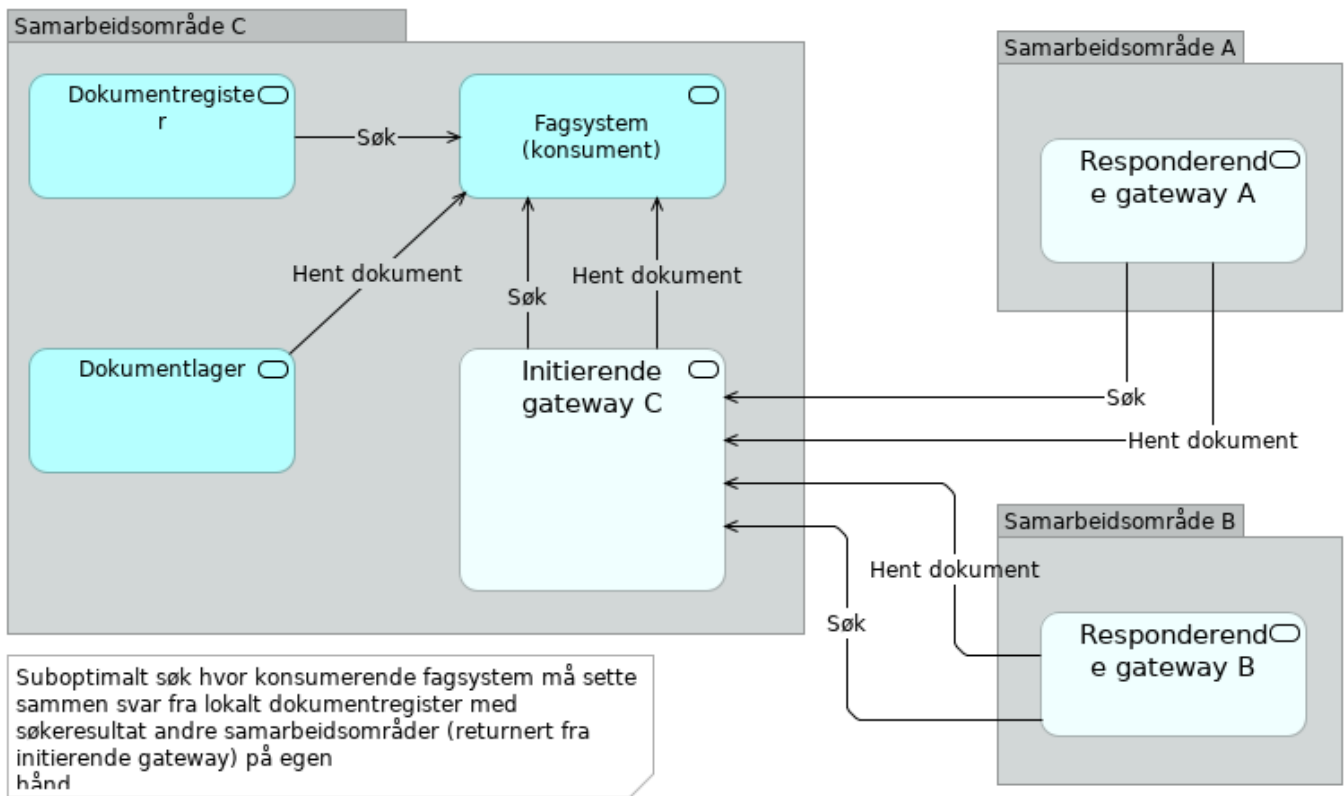 Samarbeidsområde C
Dokumentregiste
r
Søk
Fagsystem
(konsument)
Hent dokument
Søk
Hent dokument
Dokumentlager
Initierende
gateway C
Samarbeidsområde A
Responderend
e gateway A
Søk
Hent dokument
Samarbeidsområde B
Hent dokument
Søk
Responderend
e gateway B
Suboptimalt søk hvor konsumerende fagsystem må sette
sammen svar fra lokalt dokumentregister med
søkeresultat andre samarbeidsområder (returnert fra
initierende gateway) på egen
hånd